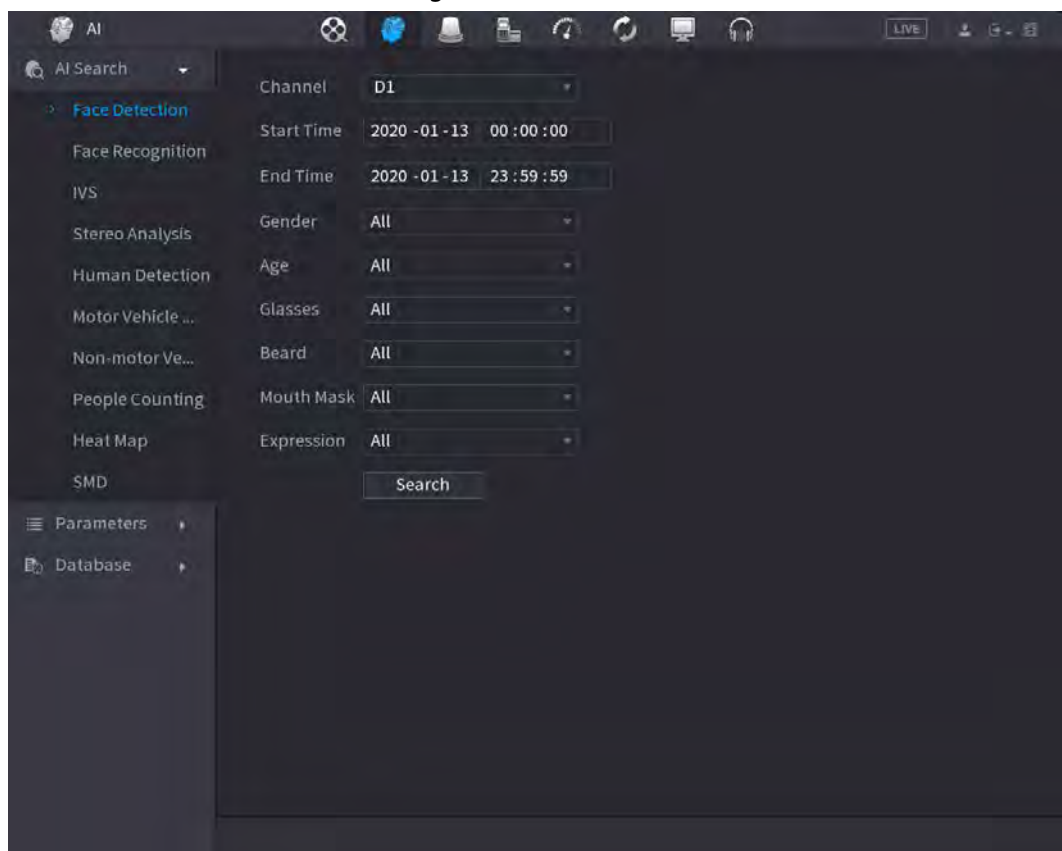 AI
LIVE
AI Search
Face Detection
Face Recognition
IVS
Stereo Analysis
Human Detection
Motor Vehicle ...
Non-motor Ve...
People Counting
Heat Map
SMD
Parameters
Database
Channel D1
Start Time 2020 -01 -13 00 :00 :00
End Time 2020 -01 -13 23 :59 :59
Gender All
Age All
Glasses All
Beard All
Mouth Mask All
Expression All
Search